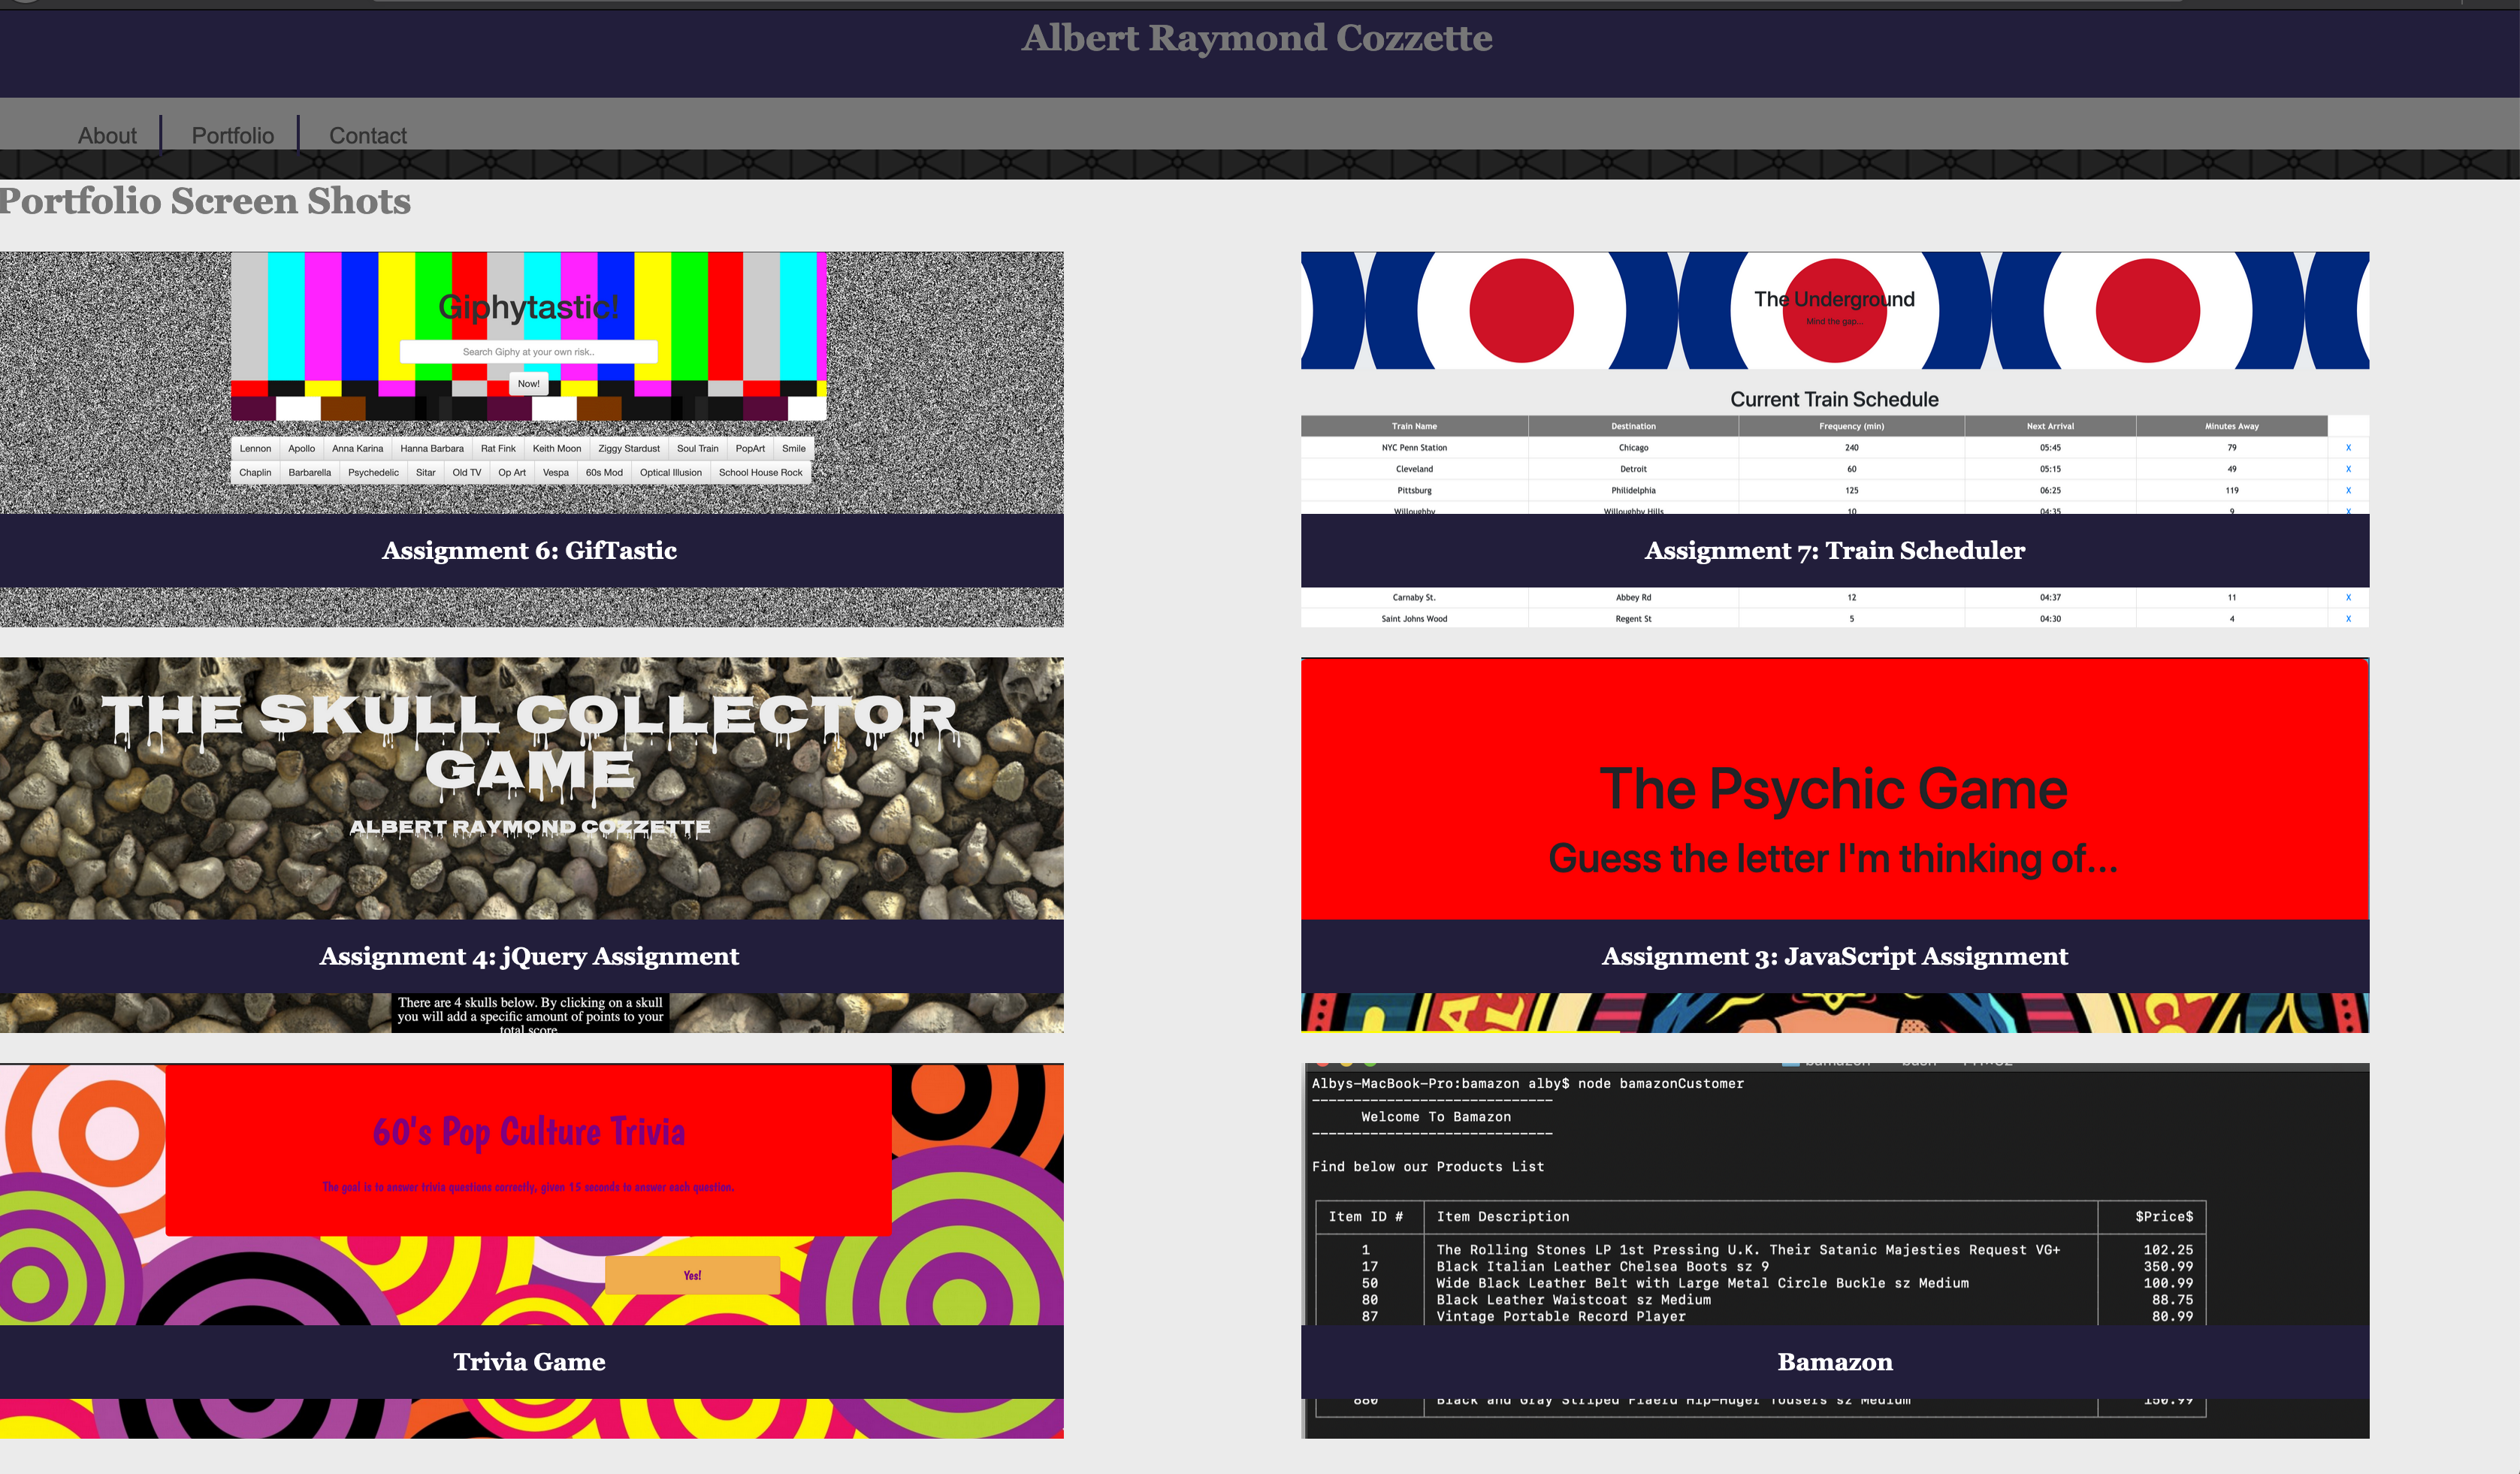 Albert Raymond Cozzette
About
Portfolio
Contact
Portfolio Screen Shots
Giphytastic!
Search Giphy at your own risk..
Now!
Lennon Apollo Anna Karina Hanna Barbara Rat Fink Keith Moon Ziggy Stardust Soul Train PopArt Smile
Chaplin Barbarella Psychedelic Sitar Old TV Op Art Vespa 60s Mod Optical Illusion School House Rock
Assignment 6: GifTastic
The Underground
Mind the gap...
Current Train Schedule
Train Name Destination Frequency (min) Next Arrival Minutes Away
NYC Penn Station Chicago 240 05:45 79 X
Cleveland Detroit 60 05:15 49 X
Pittsburg Philidelphia 125 06:25 119 X
Willoughby Willoughby Hills 10 04:35 9 X
Assignment 7: Train Scheduler
Carnaby St. Abbey Rd 12 04:37 11 X
Saint Johns Wood Regent St 5 04:30 4 X
THE SKULL COLLECTOR
GAME
ALBERT RAYMOND COZZETTE
Assignment 4: jQuery Assignment
There are 4 skulls below. By clicking on a skull
you will add a specific amount of points to your
total score.
The Psychic Game
Guess the letter I'm thinking of...
Assignment 3: JavaScript Assignment
60's Pop Culture Trivia
The goal is to answer trivia questions correctly, given 15 seconds to answer each question.
Yes!
Trivia Game
Albys-MacBook-Pro:bamazon alby$ node bamazonCustomer
-----------------------------
Welcome To Bamazon
-----------------------------
Find below our Products List
Item ID # Item Description $Price$
1 The Rolling Stones LP 1st Pressing U.K. Their Satanic Majesties Request VG+ 102.25
17 Black Italian Leather Chelsea Boots sz 9 350.99
50 Wide Black Leather Belt with Large Metal Circle Buckle sz Medium 100.99
80 Black Leather Waistcoat sz Medium 88.75
87 Vintage Portable Record Player 80.99
Bamazon
Black and Gray Striped Hip-Huger Tousers sz Medium 150.99